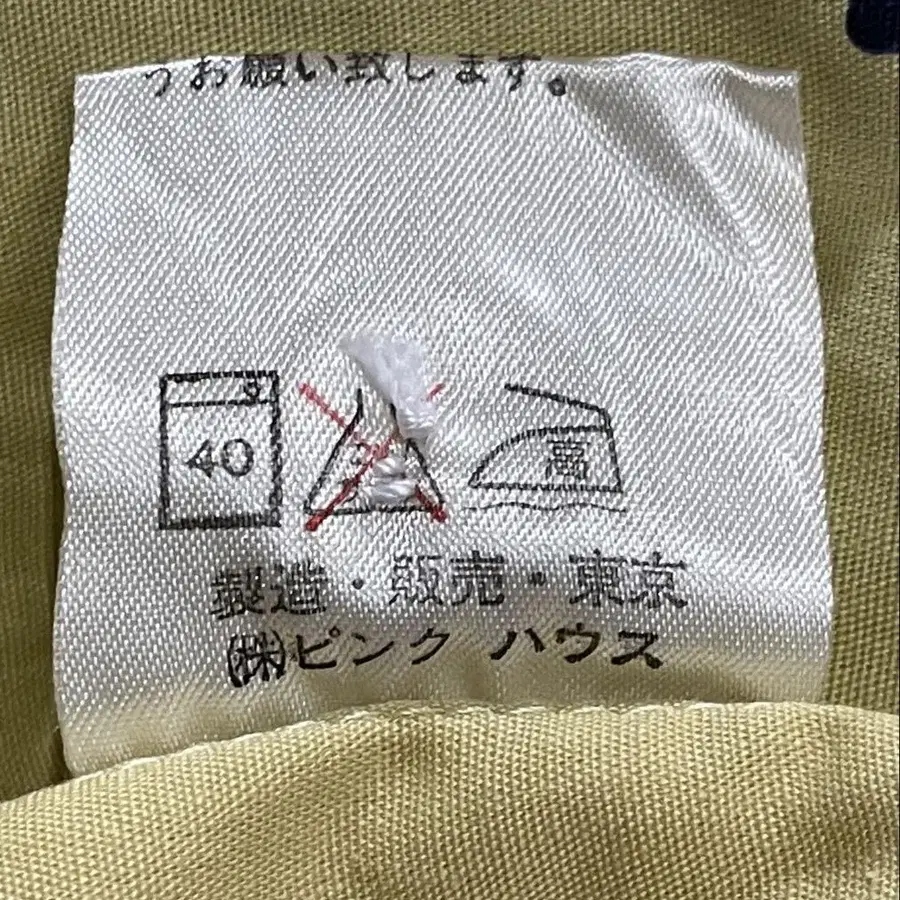 うお願い致します。
40
高
製造・販売・東京
㈱ピンク ハウス